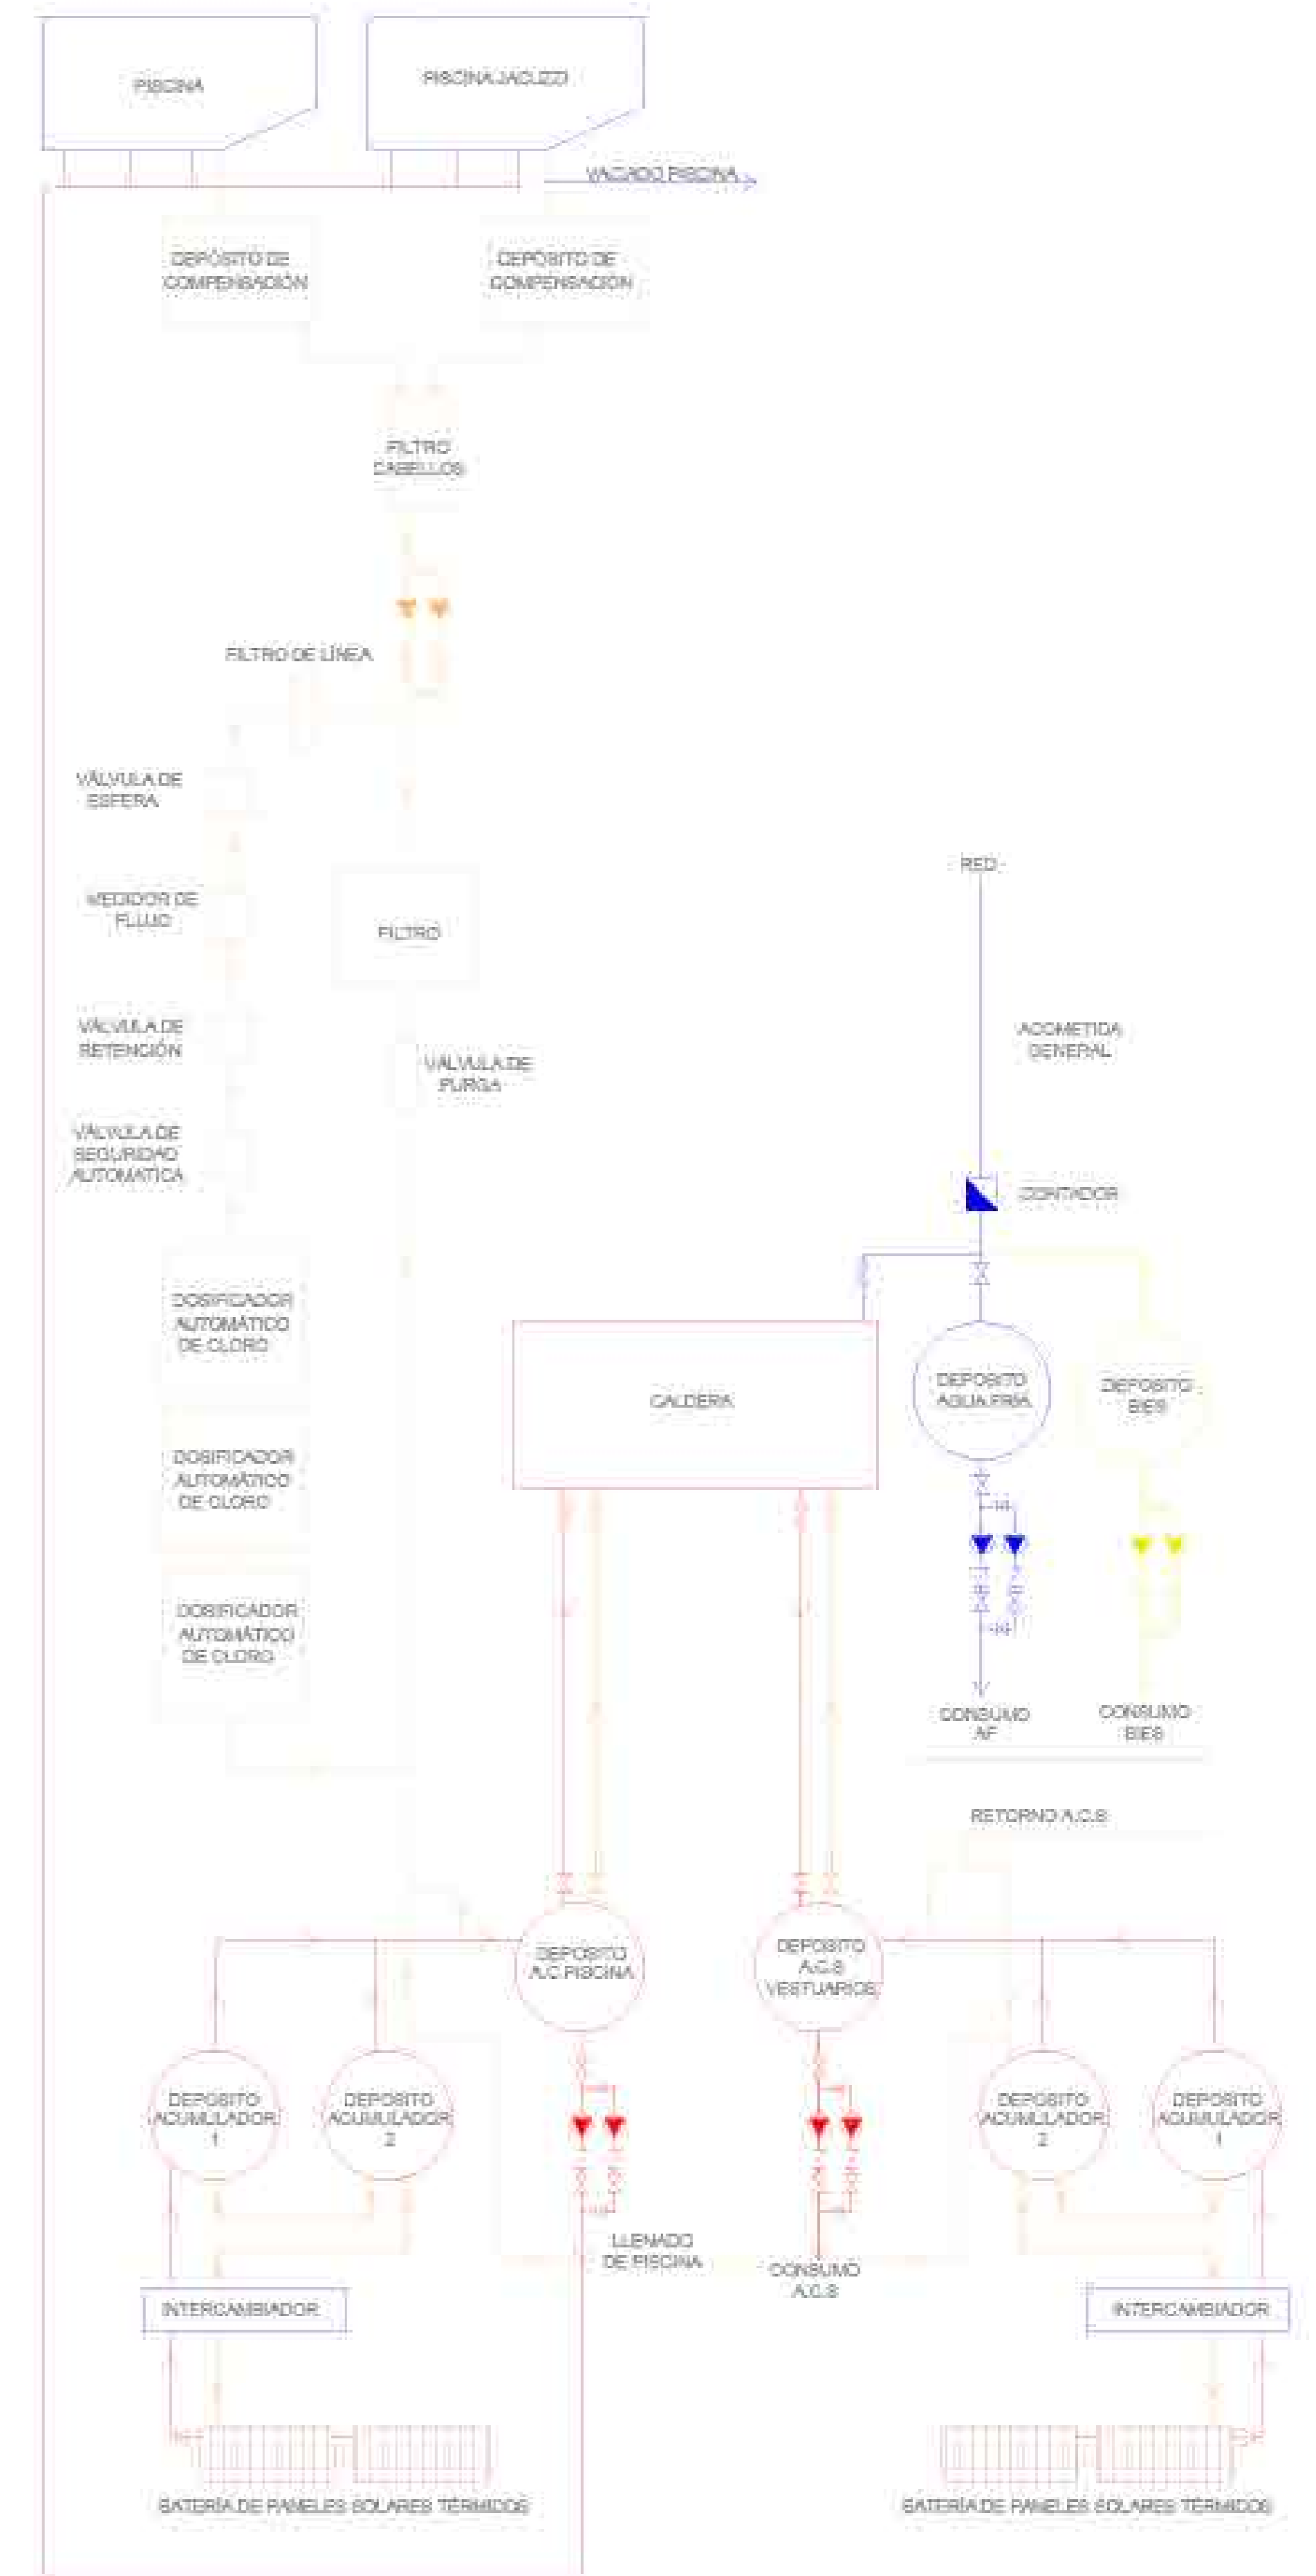 PISCINA
PISCINA JACUZZI
VACIADO PISCINA
DEPÓSITO DE
COMPENSACIÓN
DEPÓSITO DE
COMPENSACIÓN
FILTRO
CABELLOS
FILTRO DE LÍNEA
VÁLVULA DE
ESFERA
MEDIDOR DE
FLUJO
FILTRO
VÁLVULA DE
RETENCIÓN
VÁLVULA DE
PURGA
VÁLVULA DE
SEGURIDAD
AUTOMÁTICA
RED
ACOMETIDA
GENERAL
CONTADOR
DOSIFICADOR
AUTOMÁTICO
DE CLORO
CALDERA
DEPOSITO
AGUA FRIA
DEPOSITO
BIES
DOSIFICADOR
AUTOMÁTICO
DE CLORO
DOSIFICADOR
AUTOMÁTICO
DE CLORO
CONSUMO
AF
CONSUMO
BIES
RETORNO A.C.S
DEPOSITO
A.C.PISCINA
DEPOSITO
A.C.S
VESTUARIOS
DEPOSITO
ACUMULADOR
1
DEPOSITO
ACUMULADOR
2
DEPOSITO
ACUMULADOR
2
DEPOSITO
ACUMULADOR
1
LLENADO
DE PISCINA
CONSUMO
A.C.S
INTERCAMBIADOR
INTERCAMBIADOR
BATERÍA DE PANELES SOLARES TÉRMICOS
BATERÍA DE PANELES SOLARES TÉRMICOS